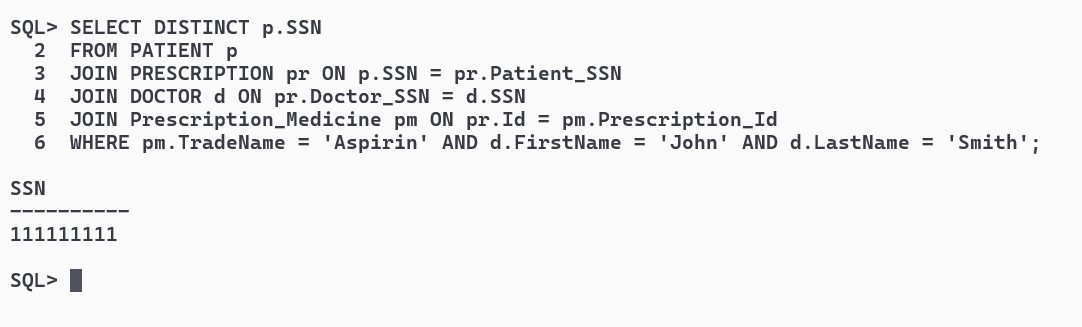 SQL> SELECT DISTINCT p.SSN
  2  FROM PATIENT p
  3  JOIN PRESCRIPTION pr ON p.SSN = pr.Patient_SSN
  4  JOIN DOCTOR d ON pr.Doctor_SSN = d.SSN
  5  JOIN Prescription_Medicine pm ON pr.Id = pm.Prescription_Id
  6  WHERE pm.TradeName = 'Aspirin' AND d.FirstName = 'John' AND d.LastName = 'Smith';
SSN
----------
111111111
SQL>